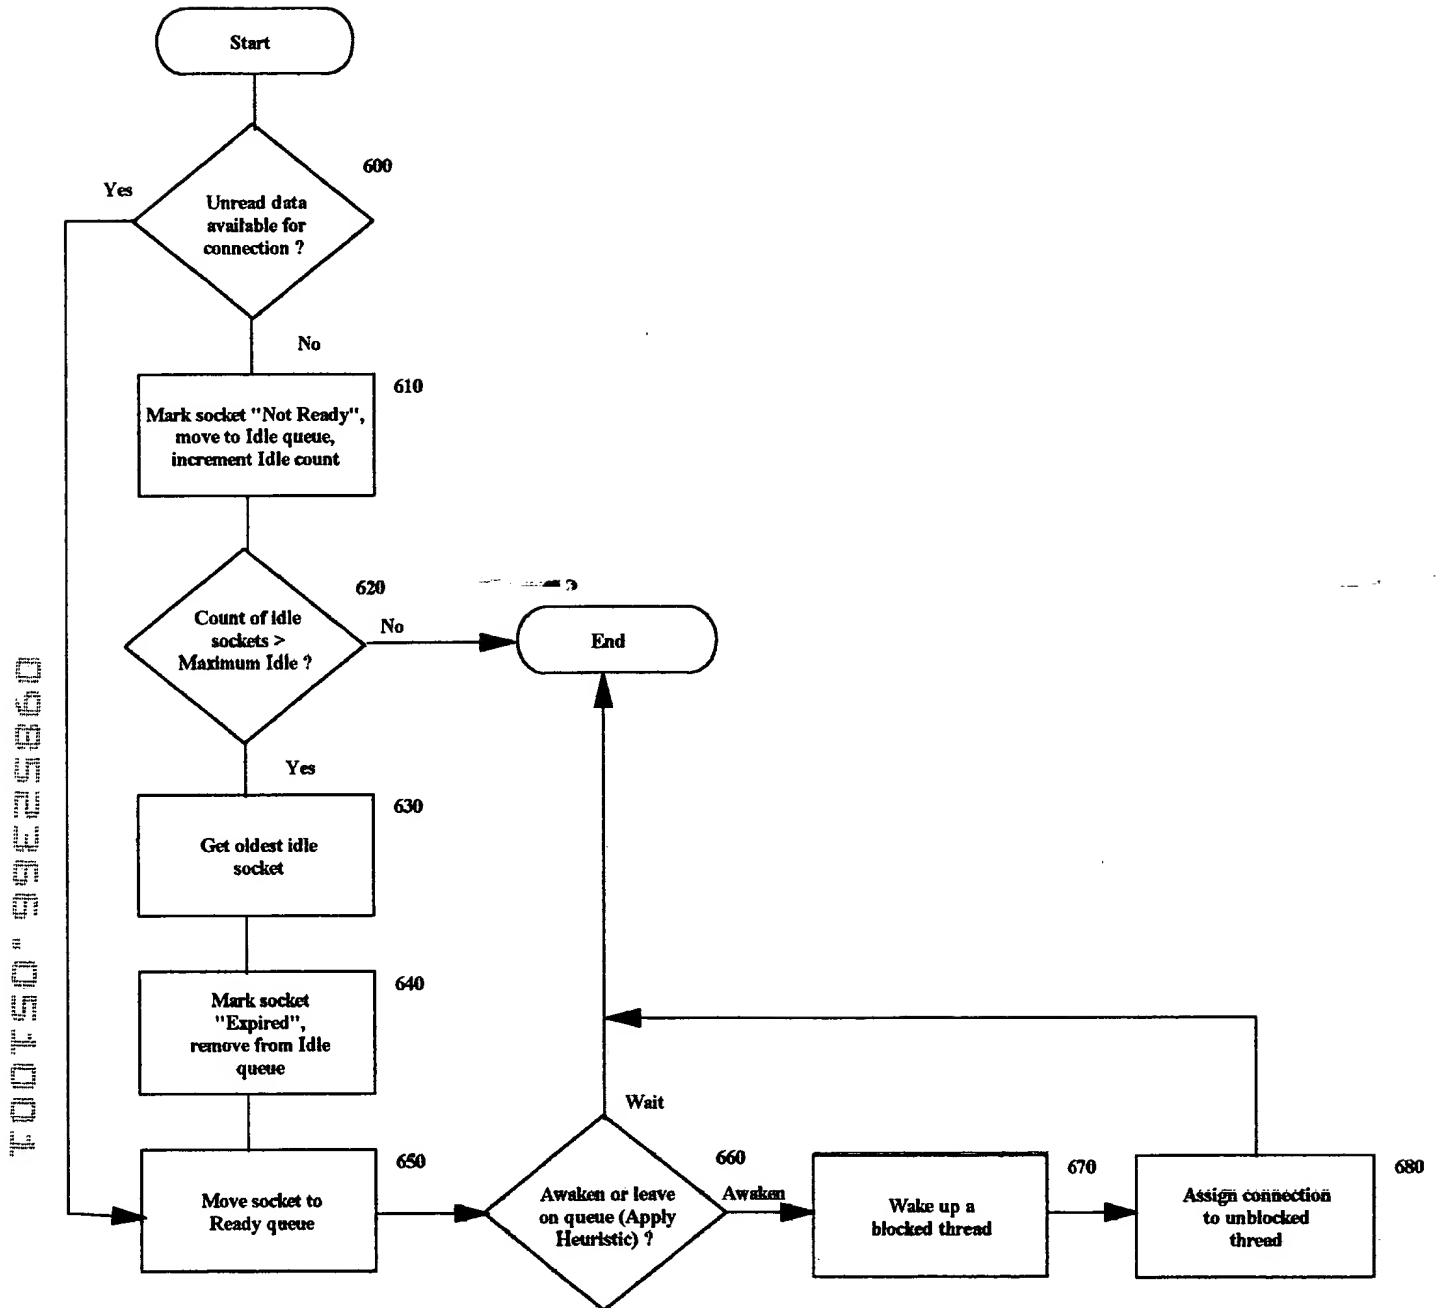 Start
600
Yes
Unread data
available for
connection ?
No
610
Mark socket "Not Ready",
move to Idle queue,
increment Idle count
620
Count of idle
sockets >
Maximum Idle ?
No
End
Yes
630
Get oldest idle
socket
640
Mark socket
"Expired",
remove from Idle
queue
Wait
650
Move socket to
Ready queue
660
Awaken or leave
on queue (Apply
Heuristic) ?
Awaken
670
Wake up a
blocked thread
680
Assign connection
to unblocked
thread